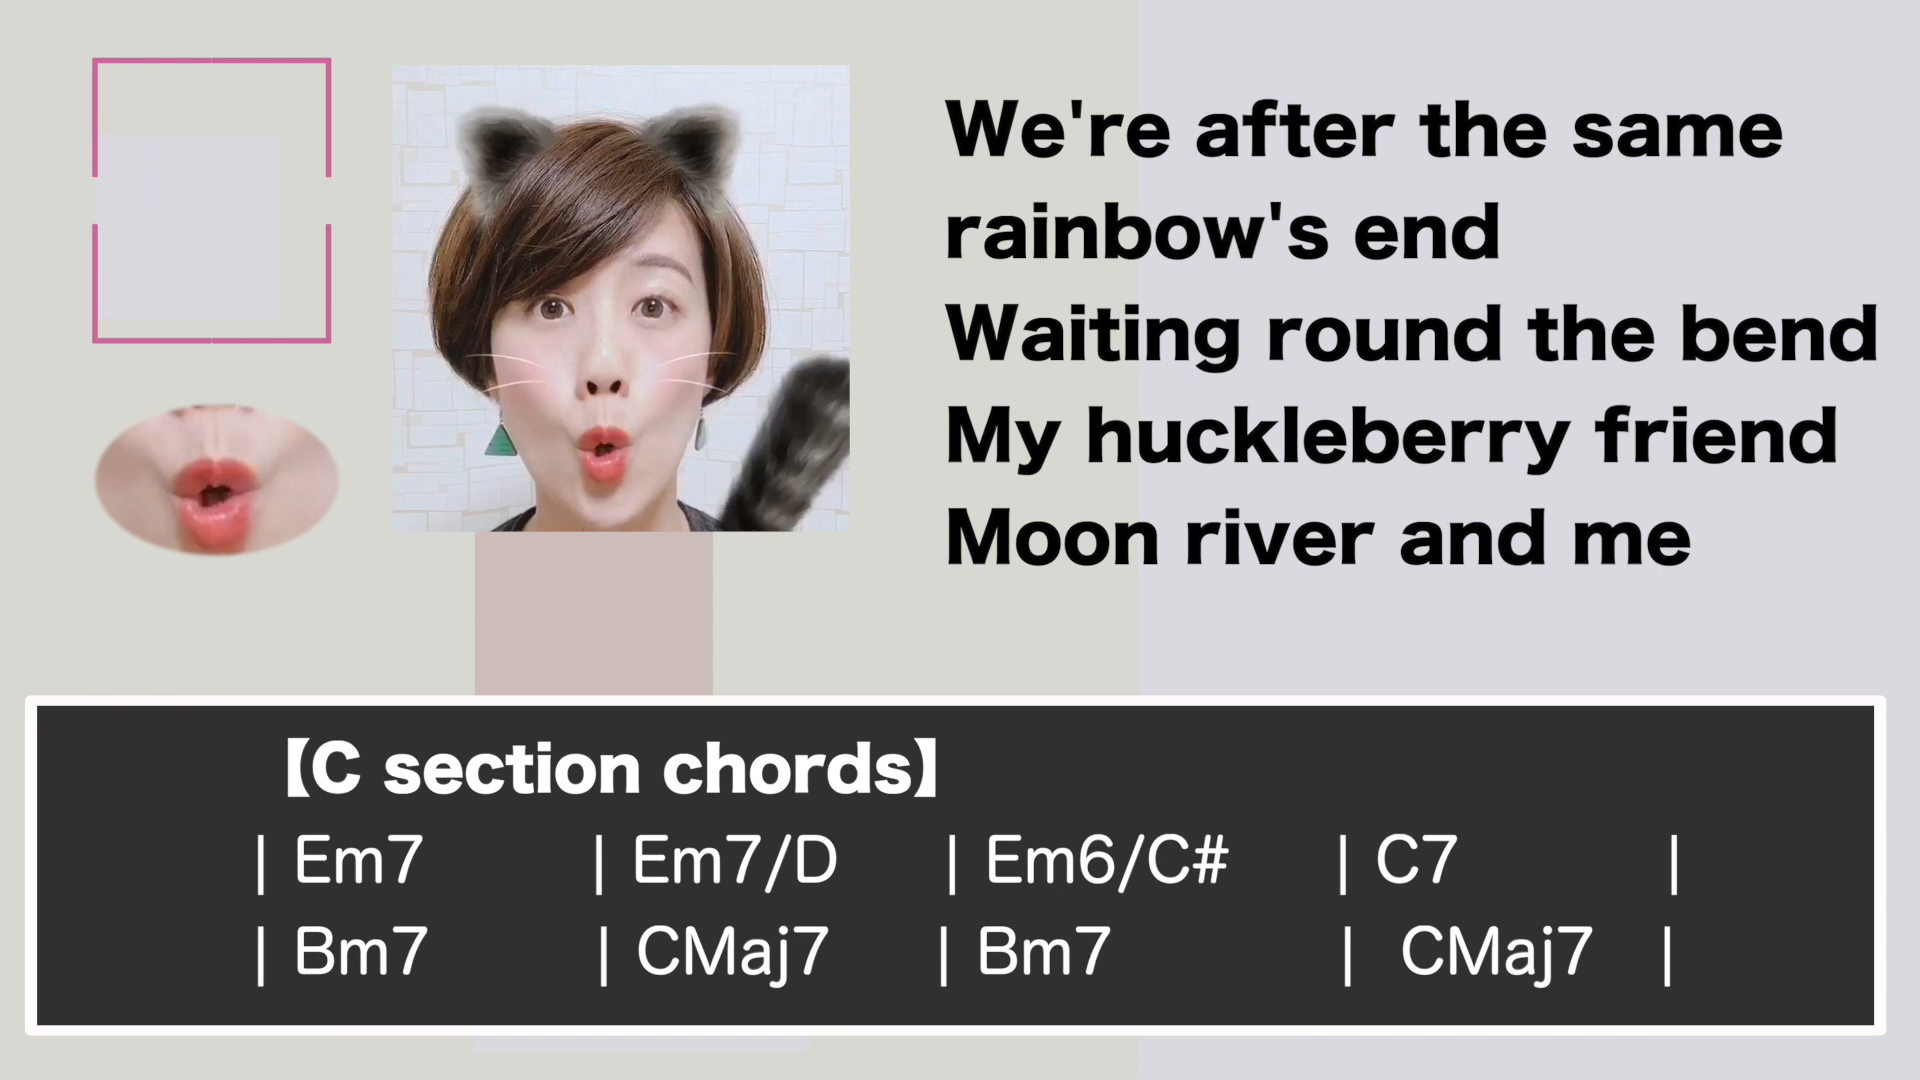 We're after the same
rainbow's end
Waiting round the bend
My huckleberry friend
Moon river and me
【C section chords】
| Em7 | Em7/D | Em6/C# | C7 |
| Bm7 | CMaj7 | Bm7 | CMaj7 |